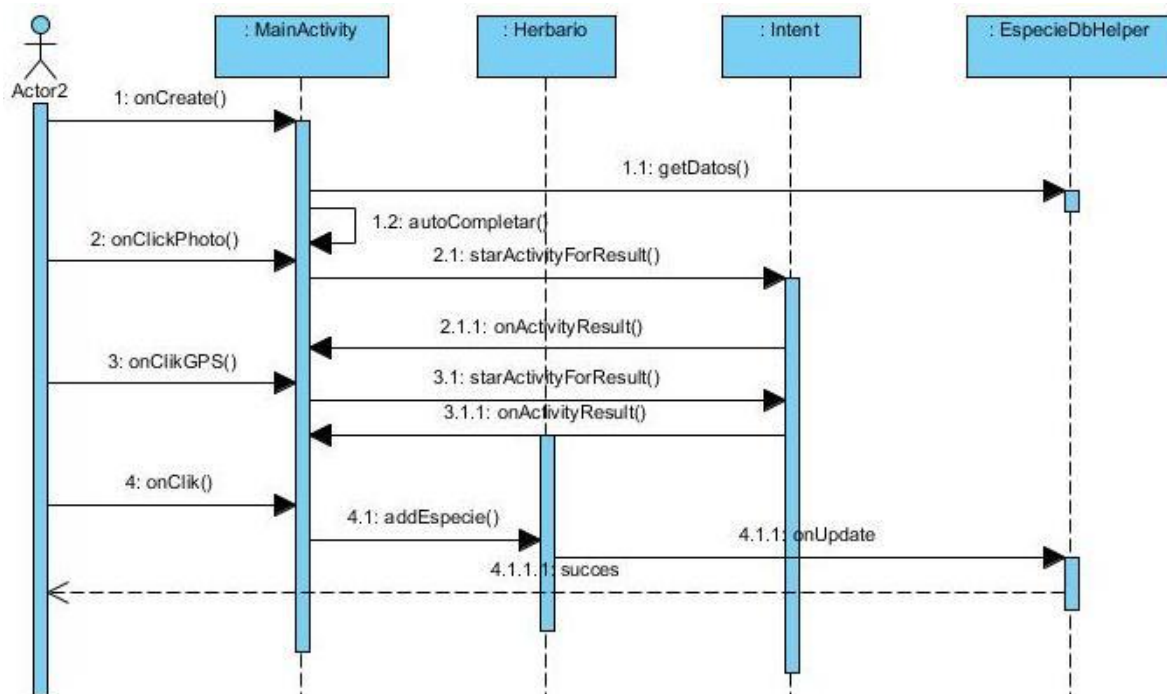 : MainActivity
: Herbario
: Intent
: EspecieDbHelper
Actor2
1: onCreate()
1.1: getDatos()
1.2: autoCompletar()
2: onClickPhoto()
2.1: starActivityForResult()
2.1.1: onActivityResult()
3: onClikGPS()
3.1: starActivityForResult()
3.1.1: onActivityResult()
4: onClik()
4.1: addEspecie()
4.1.1: onUpdate
4.1.1.1: succes